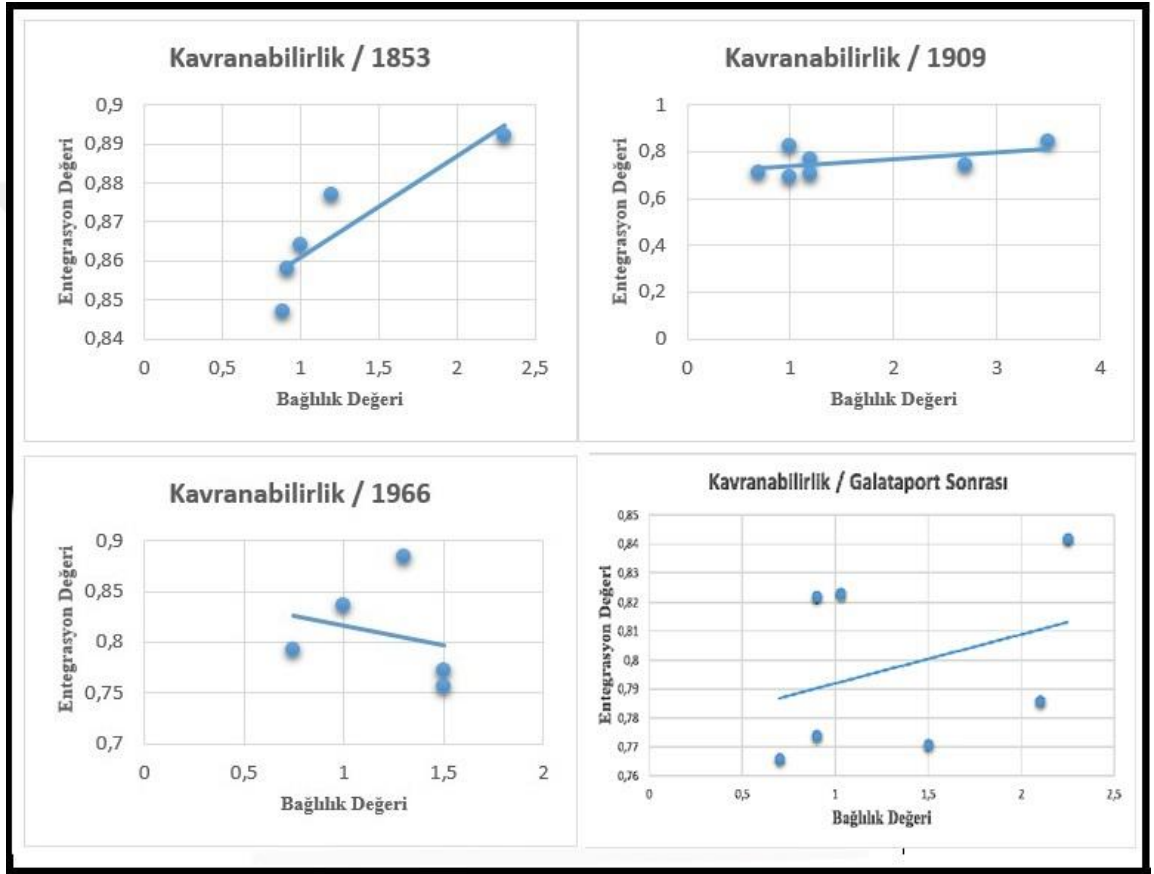 Kavranabilirlik / 1853
Entegrasyon Değeri
0,9
0,89
0,88
0,87
0,86
0,85
0,84
0 0,5 1 1,5 2 2,5
Bağlılık Değeri
Kavranabilirlik / 1909
Entegrasyon Değeri
1
0,8
0,6
0,4
0,2
0
0 1 2 3 4
Bağlılık Değeri
Kavranabilirlik / 1966
Entegrasyon Değeri
0,9
0,85
0,8
0,75
0,7
0 0,5 1 1,5 2
Bağlılık Değeri
Kavranabilirlik / Galataport Sonrası
Entegrasyon Değeri
0,85
0,84
0,83
0,82
0,81
0,8
0,79
0,78
0,77
0,76
0 0,5 1 1,5 2 2,5
Bağlılık Değeri